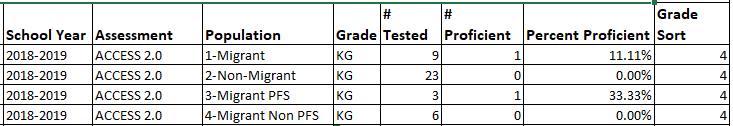 # # Grade
School Year Assessment Population Grade Tested Proficient Percent Proficient Sort
2018-2019 ACCESS 2.0 1-Migrant KG 9 1 11.11% 4
2018-2019 ACCESS 2.0 2-Non-Migrant KG 23 0 0.00% 4
2018-2019 ACCESS 2.0 3-Migrant PFS KG 3 1 33.33% 4
2018-2019 ACCESS 2.0 4-Migrant Non PFS KG 6 0 0.00% 4